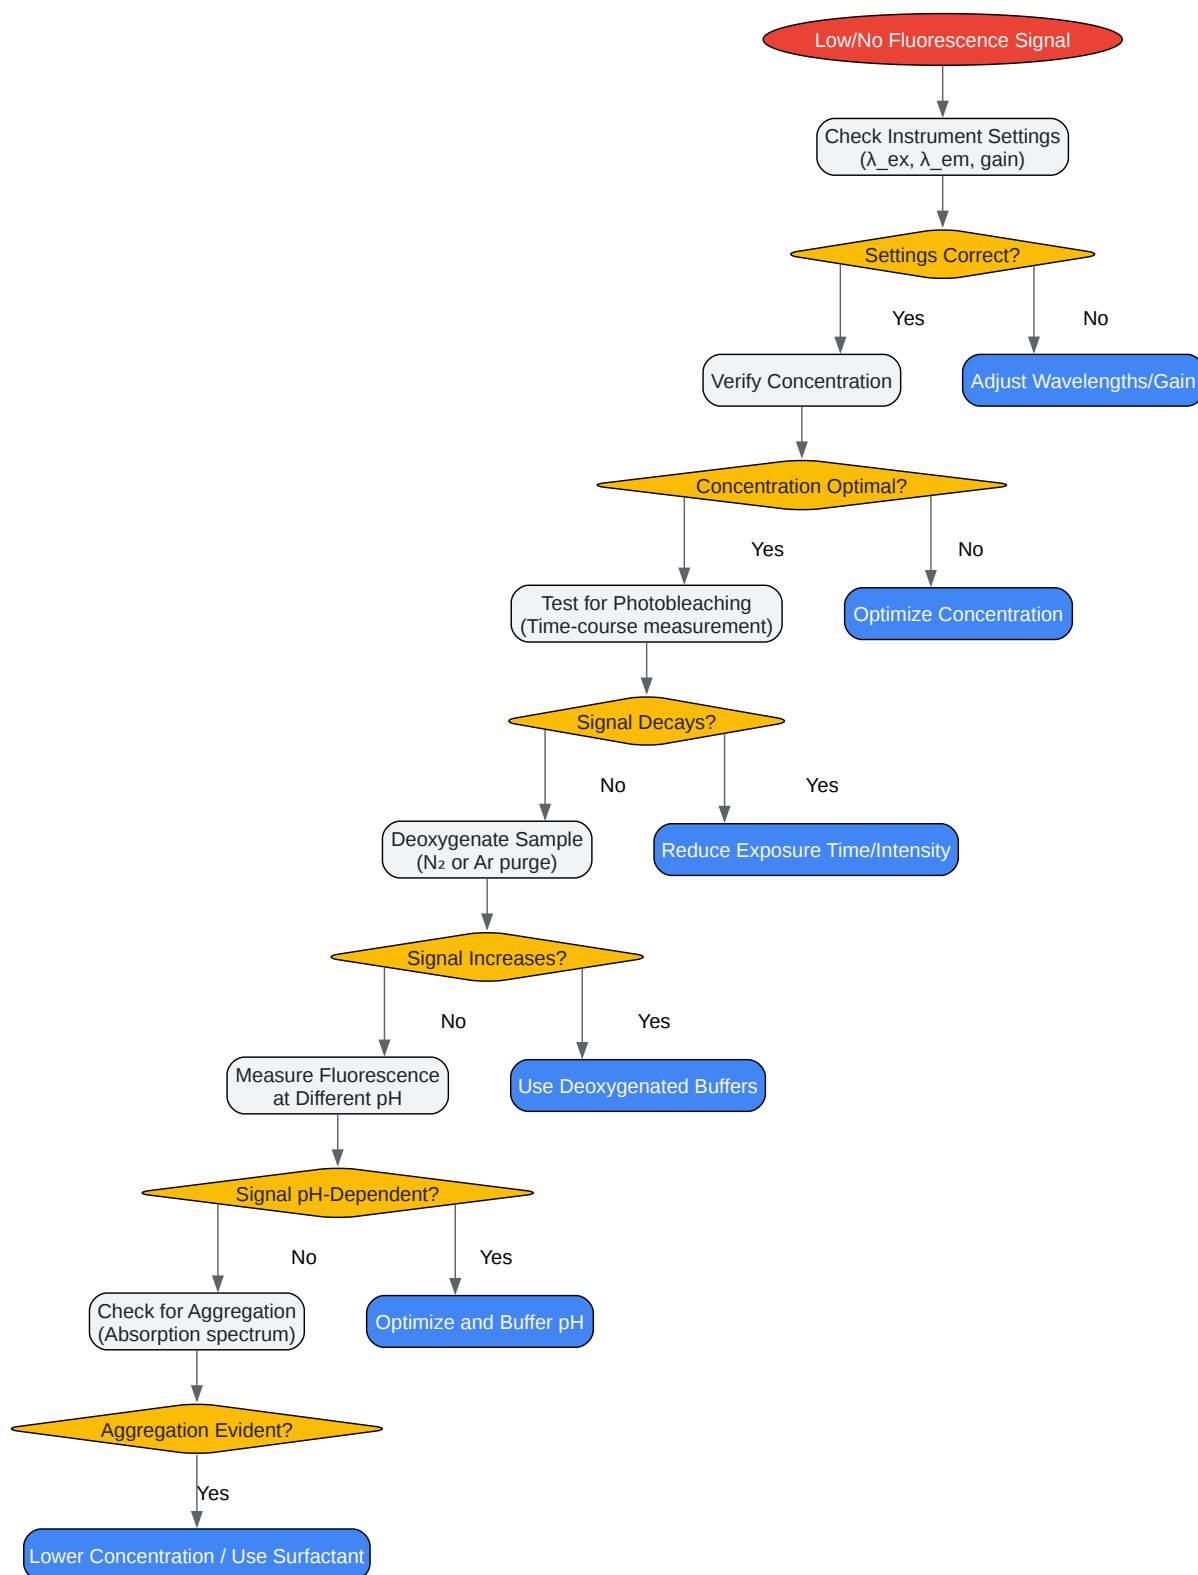 Low/No Fluorescence Signal
Check Instrument Settings
(λ_ex, λ_em, gain)
Settings Correct?
Yes
No
Verify Concentration
Adjust Wavelengths/Gain
Concentration Optimal?
Yes
No
Test for Photobleaching
(Time-course measurement)
Optimize Concentration
Signal Decays?
No
Yes
Deoxygenate Sample
(N₂ or Ar purge)
Reduce Exposure Time/Intensity
Signal Increases?
No
Yes
Measure Fluorescence
at Different pH
Use Deoxygenated Buffers
Signal pH-Dependent?
No
Yes
Check for Aggregation
(Absorption spectrum)
Optimize and Buffer pH
Aggregation Evident?
Yes
Lower Concentration / Use Surfactant